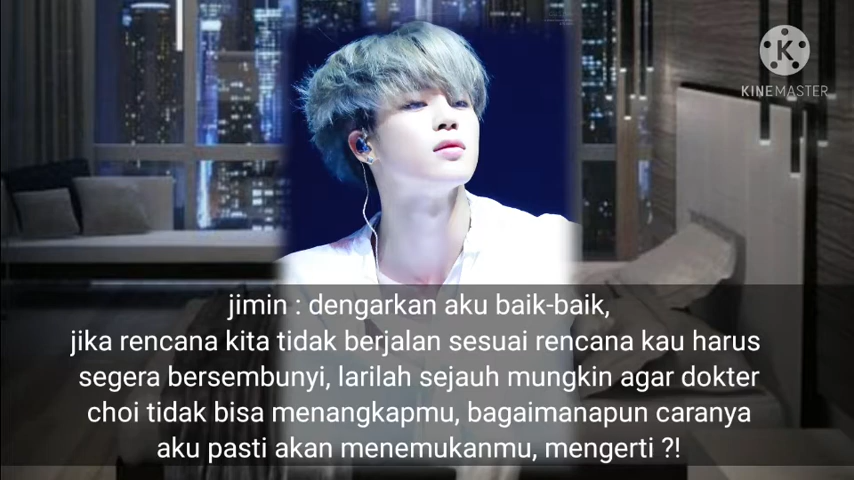 KINEMASTER
jimin : dengarkan aku baik-baik,
jika rencana kita tidak berjalan sesuai rencana kau harus
segera bersembunyi, larilah sejauh mungkin agar dokter
choi tidak bisa menangkapmu, bagaimanapun caranya
aku pasti akan menemukanmu, mengerti ?!